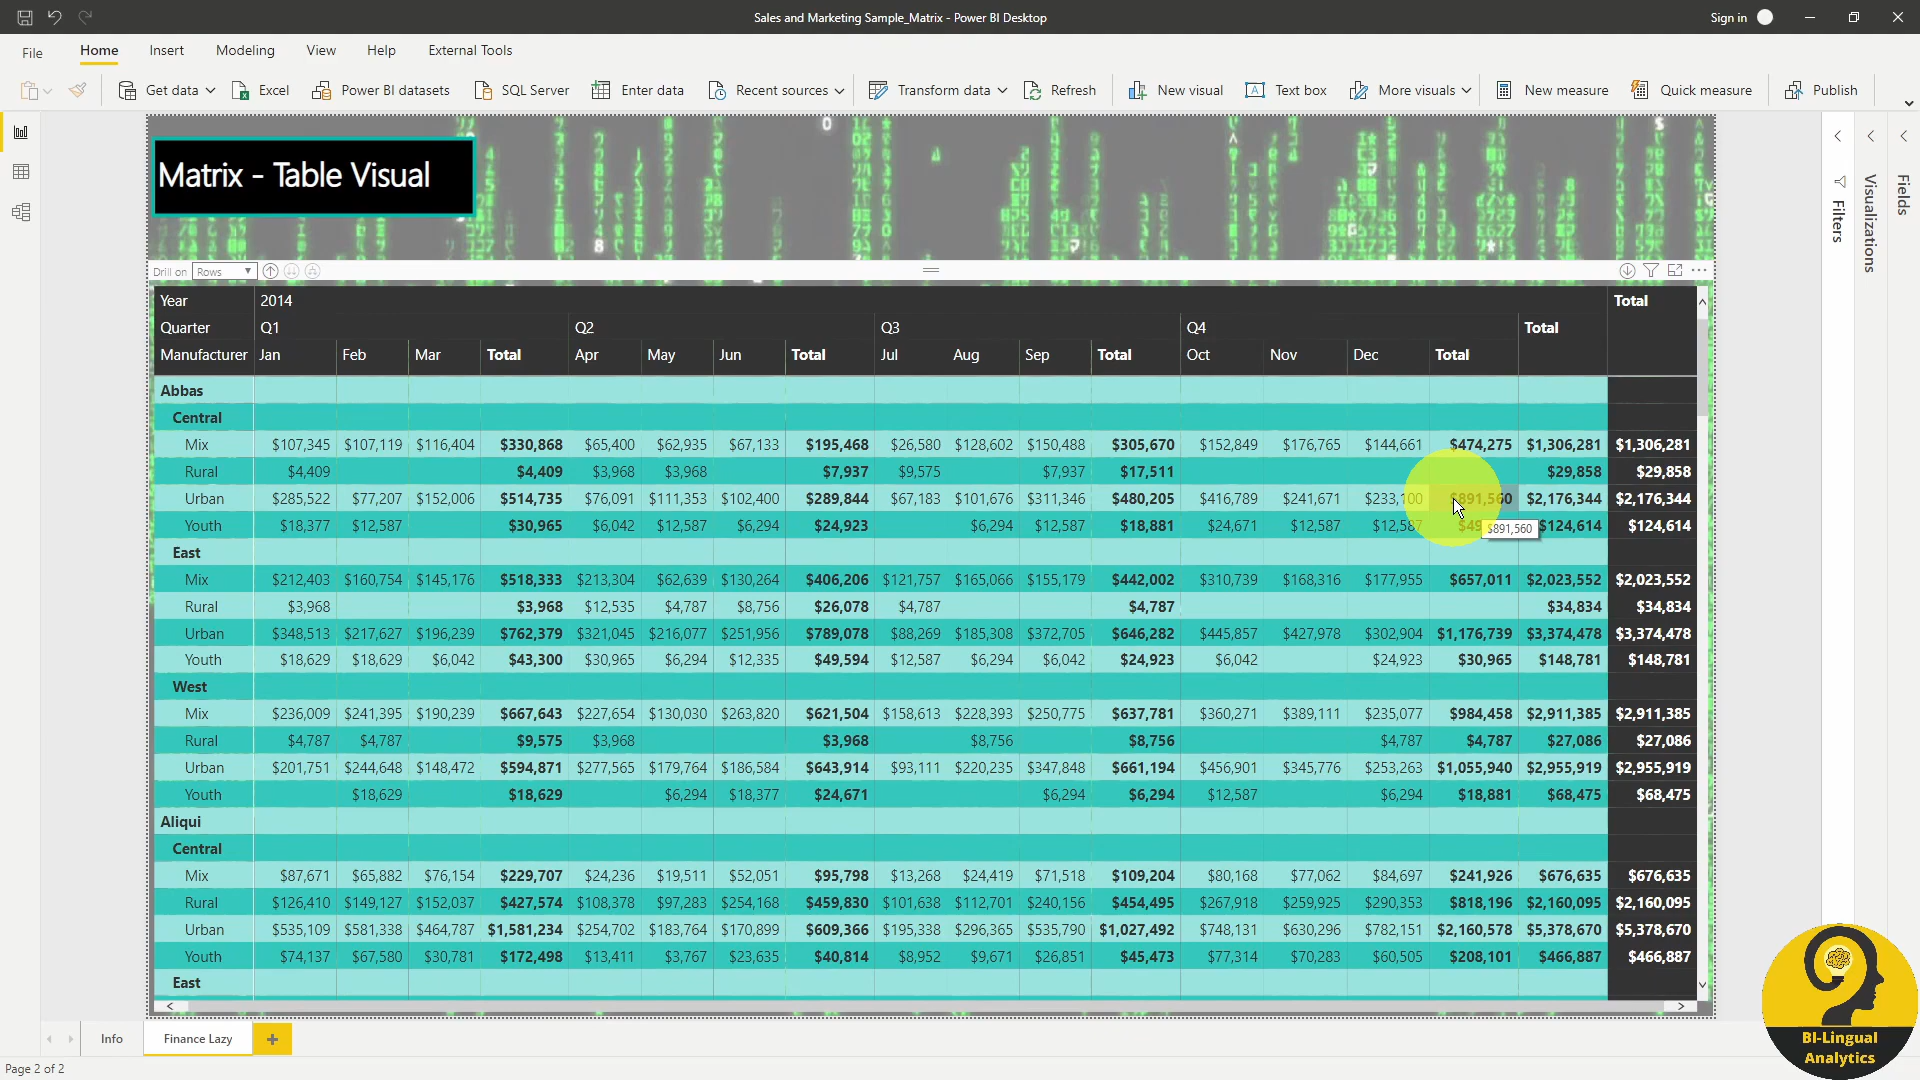 Sales and Marketing Sample_Matrix - Power BI Desktop
Sign in
File Home Insert Modeling View Help External Tools
Get data Excel Power BI datasets SQL Server Enter data Recent sources Transform data Refresh New visual Text box More visuals New measure Quick measure Publish
Matrix - Table Visual
Filters
Visualizations
Fields
Drill on Rows
Year 2014 Total
Quarter Q1 Q2 Q3 Q4 Total
Manufacturer Jan Feb Mar Total Apr May Jun Total Jul Aug Sep Total Oct Nov Dec Total
Abbas
Central
Mix $107,345 $107,119 $116,404 $330,868 $65,400 $62,935 $67,133 $195,468 $26,580 $128,602 $150,488 $305,670 $152,849 $176,765 $144,661 $474,275 $1,306,281 $1,306,281
Rural $4,409 $4,409 $3,968 $3,968 $7,937 $9,575 $7,937 $17,511 $29,858 $29,858
Urban $285,522 $77,207 $152,006 $514,735 $76,091 $111,353 $102,400 $289,844 $67,183 $101,676 $311,346 $480,205 $416,789 $241,671 $233,100 $891,560 $2,176,344 $2,176,344
Youth $18,377 $12,587 $30,965 $6,042 $12,587 $6,294 $24,923 $6,294 $12,587 $18,881 $24,671 $12,587 $12,587 $124,614 $124,614
$891,560
East
Mix $212,403 $160,754 $145,176 $518,333 $213,304 $62,639 $130,264 $406,206 $121,757 $165,066 $155,179 $442,002 $310,739 $168,316 $177,955 $657,011 $2,023,552 $2,023,552
Rural $3,968 $3,968 $12,535 $4,787 $8,756 $26,078 $4,787 $4,787 $34,834 $34,834
Urban $348,513 $217,627 $196,239 $762,379 $321,045 $216,077 $251,956 $789,078 $88,269 $185,308 $372,705 $646,282 $445,857 $427,978 $302,904 $1,176,739 $3,374,478 $3,374,478
Youth $18,629 $18,629 $6,042 $43,300 $30,965 $6,294 $12,335 $49,594 $12,587 $6,294 $6,042 $24,923 $6,042 $24,923 $30,965 $148,781 $148,781
West
Mix $236,009 $241,395 $190,239 $667,643 $227,654 $130,030 $263,820 $621,504 $158,613 $228,393 $250,775 $637,781 $360,271 $389,111 $235,077 $984,458 $2,911,385 $2,911,385
Rural $4,787 $4,787 $9,575 $3,968 $3,968 $8,756 $8,756 $4,787 $4,787 $27,086 $27,086
Urban $201,751 $244,648 $148,472 $594,871 $277,565 $179,764 $186,584 $643,914 $93,111 $220,235 $347,848 $661,194 $456,901 $345,776 $253,263 $1,055,940 $2,955,919 $2,955,919
Youth $18,629 $18,629 $6,294 $18,377 $24,671 $6,294 $6,294 $12,587 $6,294 $18,881 $68,475 $68,475
Aliqui
Central
Mix $87,671 $65,882 $76,154 $229,707 $24,236 $19,511 $52,051 $95,798 $13,268 $24,419 $71,518 $109,204 $80,168 $77,062 $84,697 $241,926 $676,635 $676,635
Rural $126,410 $149,127 $152,037 $427,574 $108,378 $97,283 $254,168 $459,830 $101,638 $112,701 $240,156 $454,495 $267,918 $259,925 $290,353 $818,196 $2,160,095 $2,160,095
Urban $535,109 $581,338 $464,787 $1,581,234 $254,702 $183,764 $170,899 $609,366 $195,338 $296,365 $535,790 $1,027,492 $748,131 $630,296 $782,151 $2,160,578 $5,378,670 $5,378,670
Youth $74,137 $67,580 $30,781 $172,498 $13,411 $3,767 $23,635 $40,814 $8,952 $9,671 $26,851 $45,473 $77,314 $70,283 $60,505 $208,101 $466,887 $466,887
East
Info Finance Lazy
Page 2 of 2
BI-Lingual
Analytics